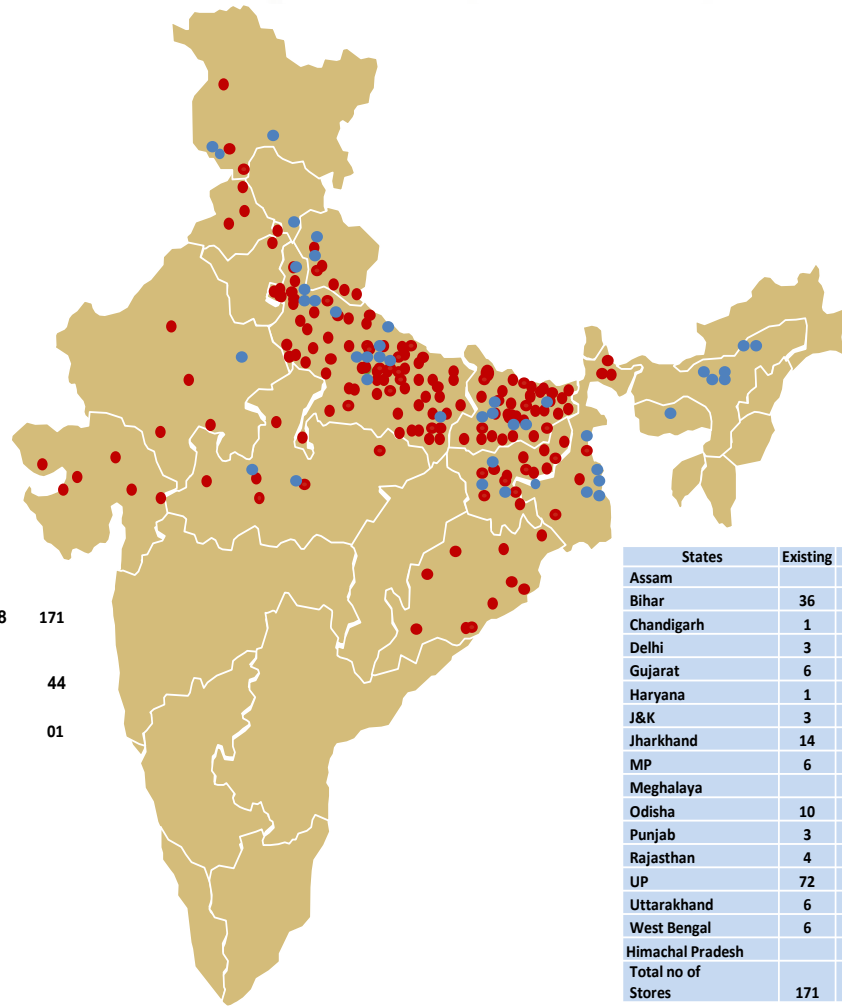 8 171
44
01
States Existing
Assam
Bihar 36
Chandigarh 1
Delhi 3
Gujarat 6
Haryana 1
J&K 3
Jharkhand 14
MP 6
Meghalaya
Odisha 10
Punjab 3
Rajasthan 4
UP 72
Uttarakhand 6
West Bengal 6
Himachal Pradesh
Total no of
Stores 171